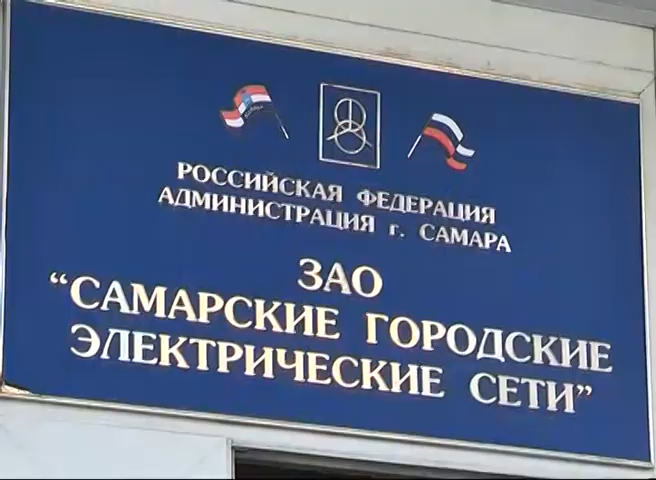 РОССИЙСКАЯ ФЕДЕРАЦИЯ
АДМИНИСТРАЦИЯ г. САМАРА
ЗАО
“САМАРСКИЕ ГОРОДСКИЕ
ЭЛЕКТРИЧЕСКИЕ СЕТИ”